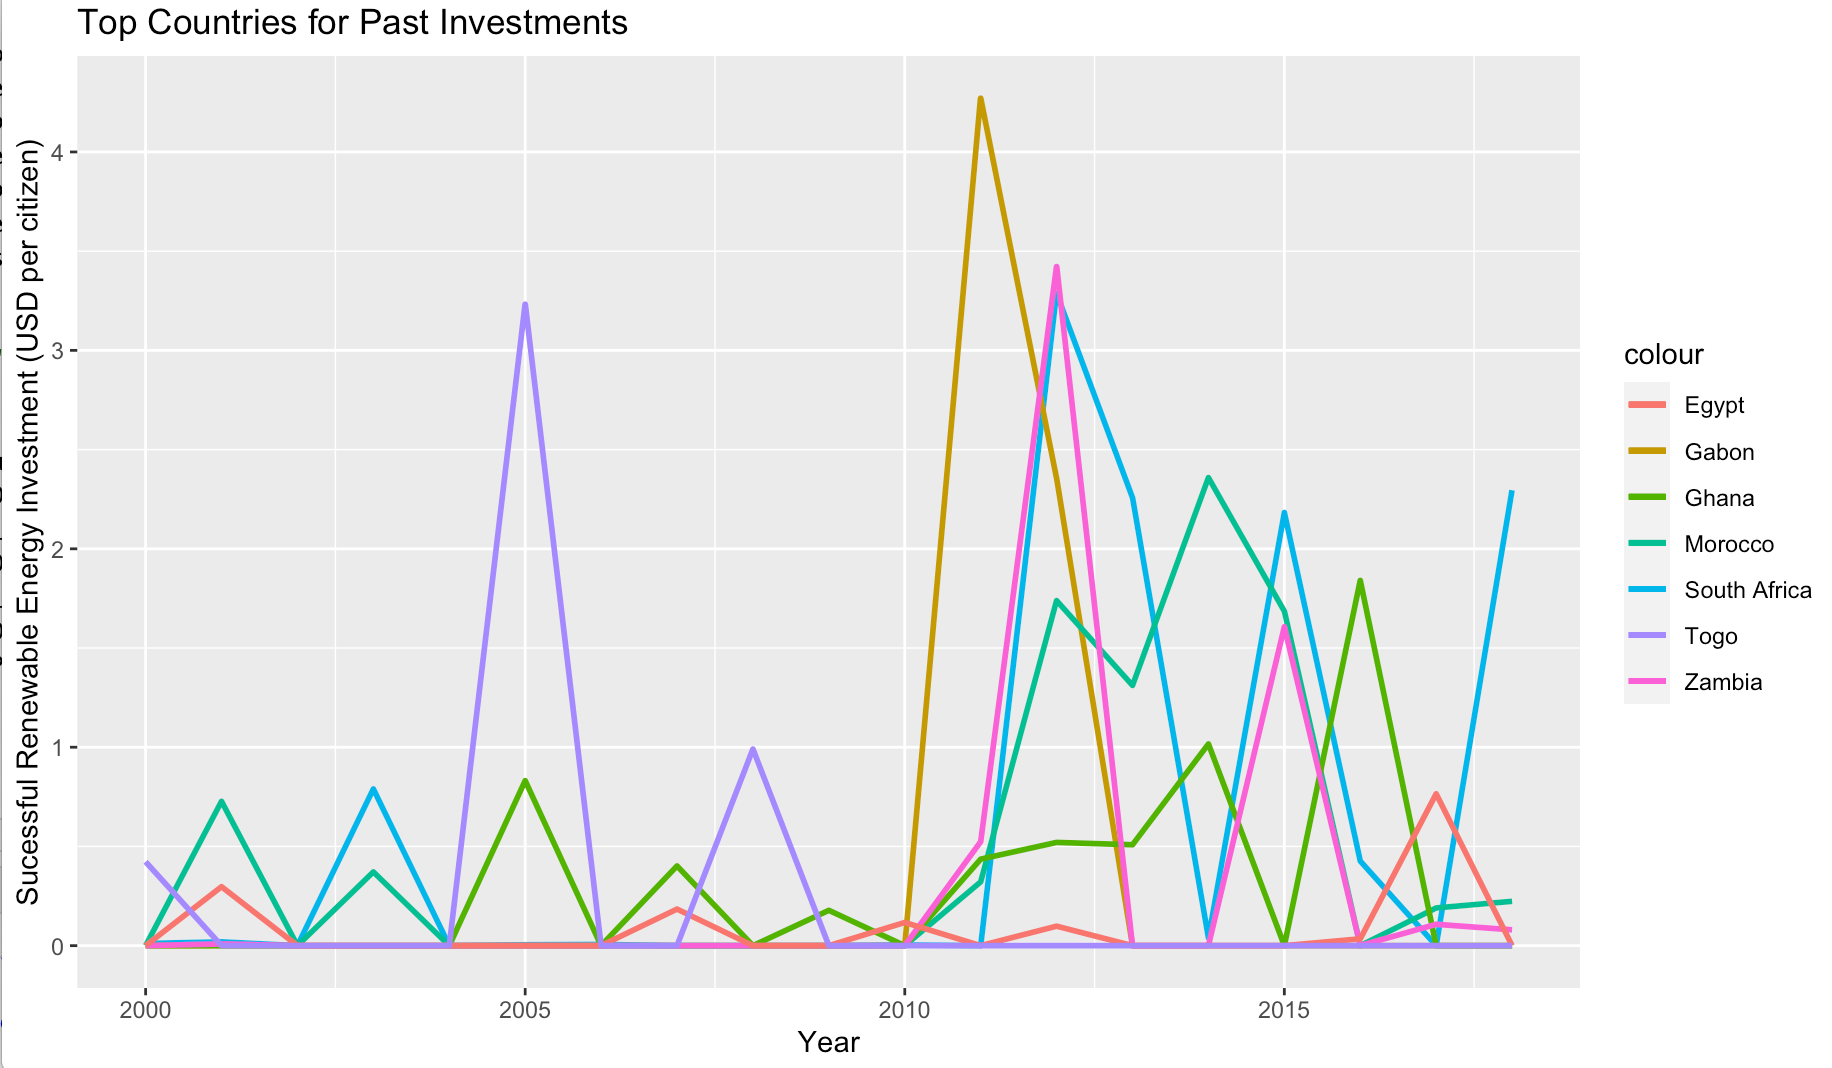 Top Countries for Past Investments
Sucessful Renewable Energy Investment (USD per citizen)
4
3
2
1
0
2000
2005
2010
2015
Year
colour
Egypt
Gabon
Ghana
Morocco
South Africa
Togo
Zambia